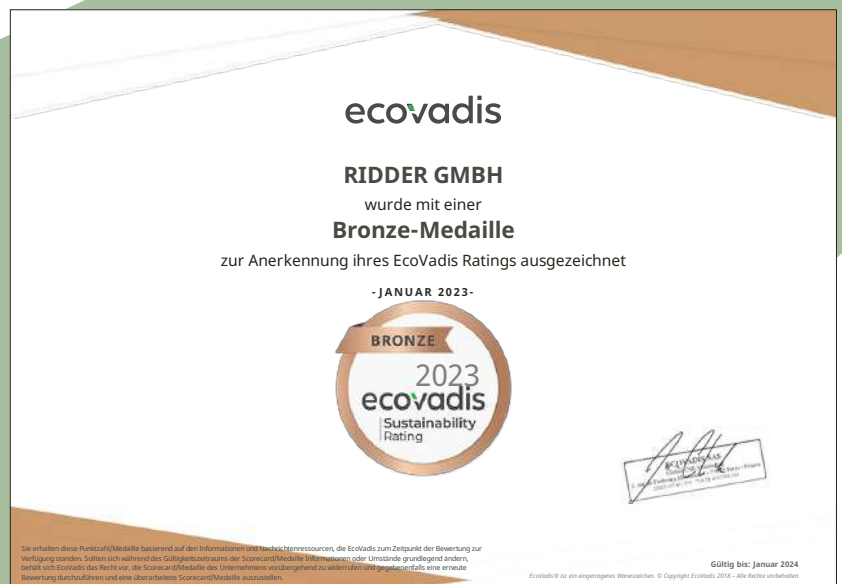 ecovadis
RIDDER GMBH
wurde mit einer
Bronze-Medaille
zur Anerkennung ihres EcoVadis Ratings ausgezeichnet
- JANUAR 2023-
BRONZE
2023
ecovadis
Sustainability
Rating
ECOVADIS SAS
Sie erhalten diese Punktzahl/Medaille basierend auf den Informationen und Nachrichtenressourcen, die EcoVadis zum Zeitpunkt der Bewertung zur
Verfügung standen. Sollten sich während des Gültigkeitszeitraums der Scorecard/Medaille Informationen oder Umstände grundlegend ändern,
behält sich EcoVadis das Recht vor, die Scorecard/Medaille des Unternehmens vorübergehend zu widerrufen und gegebenenfalls eine erneute
Bewertung durchzuführen und eine überarbeitete Scorecard/Medaille auszustellen.
Gültig bis: Januar 2024
EcoVadis® ist ein eingetragenes Warenzeichen. © Copyright EcoVadis 2018 – Alle Rechte vorbehalten